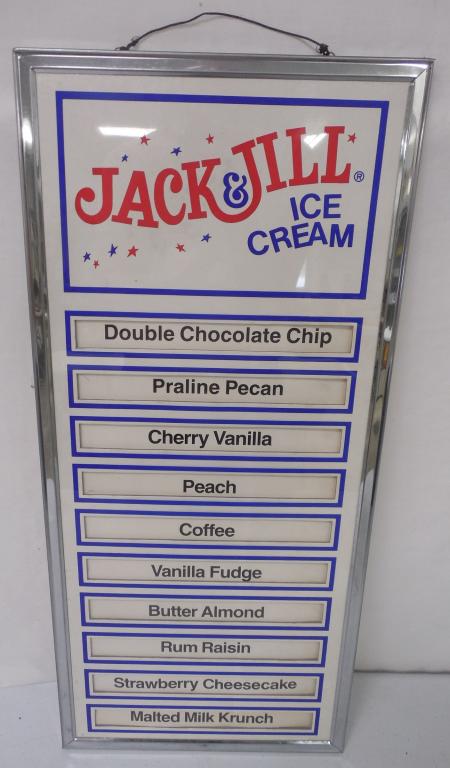 JACK & JILL ®
ICE
CREAM
Double Chocolate Chip
Praline Pecan
Cherry Vanilla
Peach
Coffee
Vanilla Fudge
Butter Almond
Rum Raisin
Strawberry Cheesecake
Malted Milk Krunch